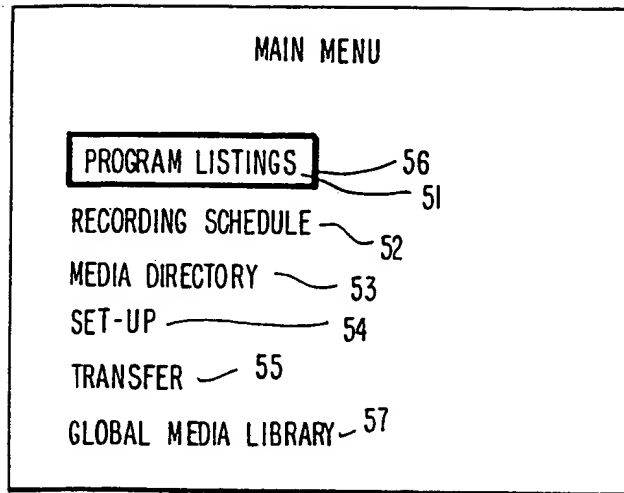 MAIN MENU
PROGRAM LISTINGS 56
51
RECORDING SCHEDULE 52
MEDIA DIRECTORY 53
SET-UP 54
TRANSFER 55
GLOBAL MEDIA LIBRARY 57